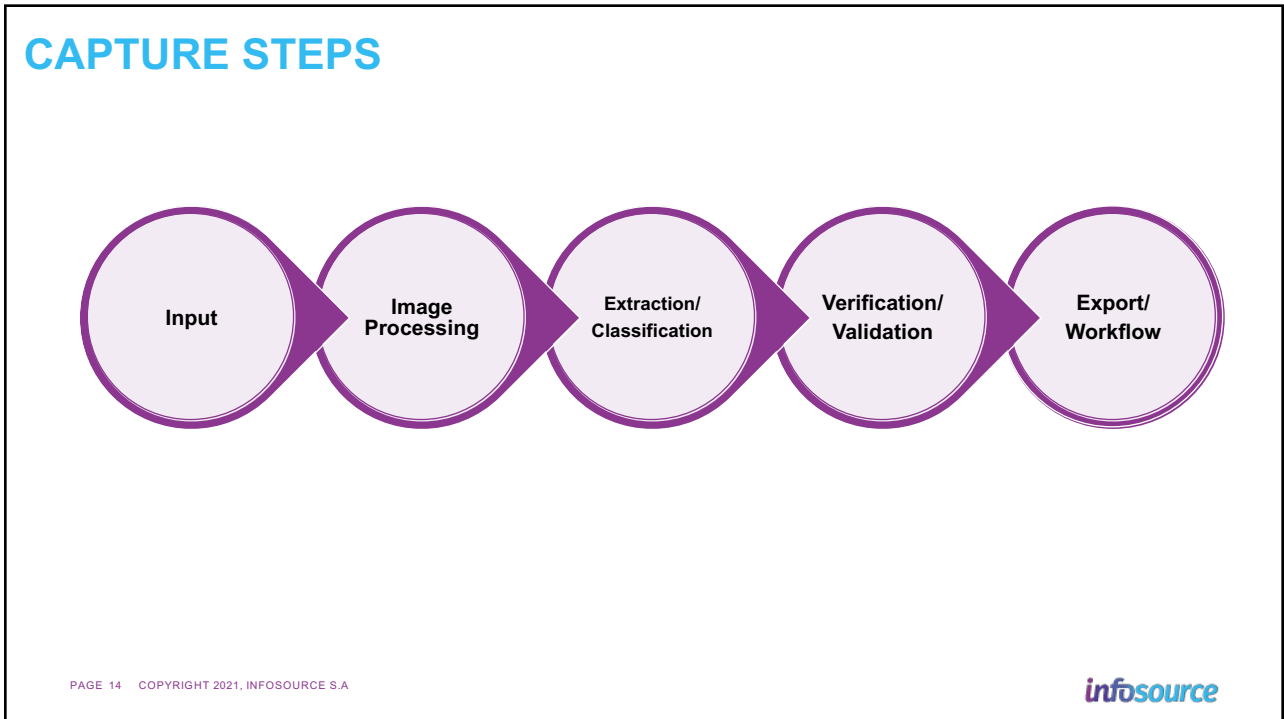 CAPTURE STEPS
Input
Image
Processing
Extraction/
Classification
Verification/
Validation
Export/
Workflow
PAGE 14 COPYRIGHT 2021, INFOSOURCE S.A
infosource